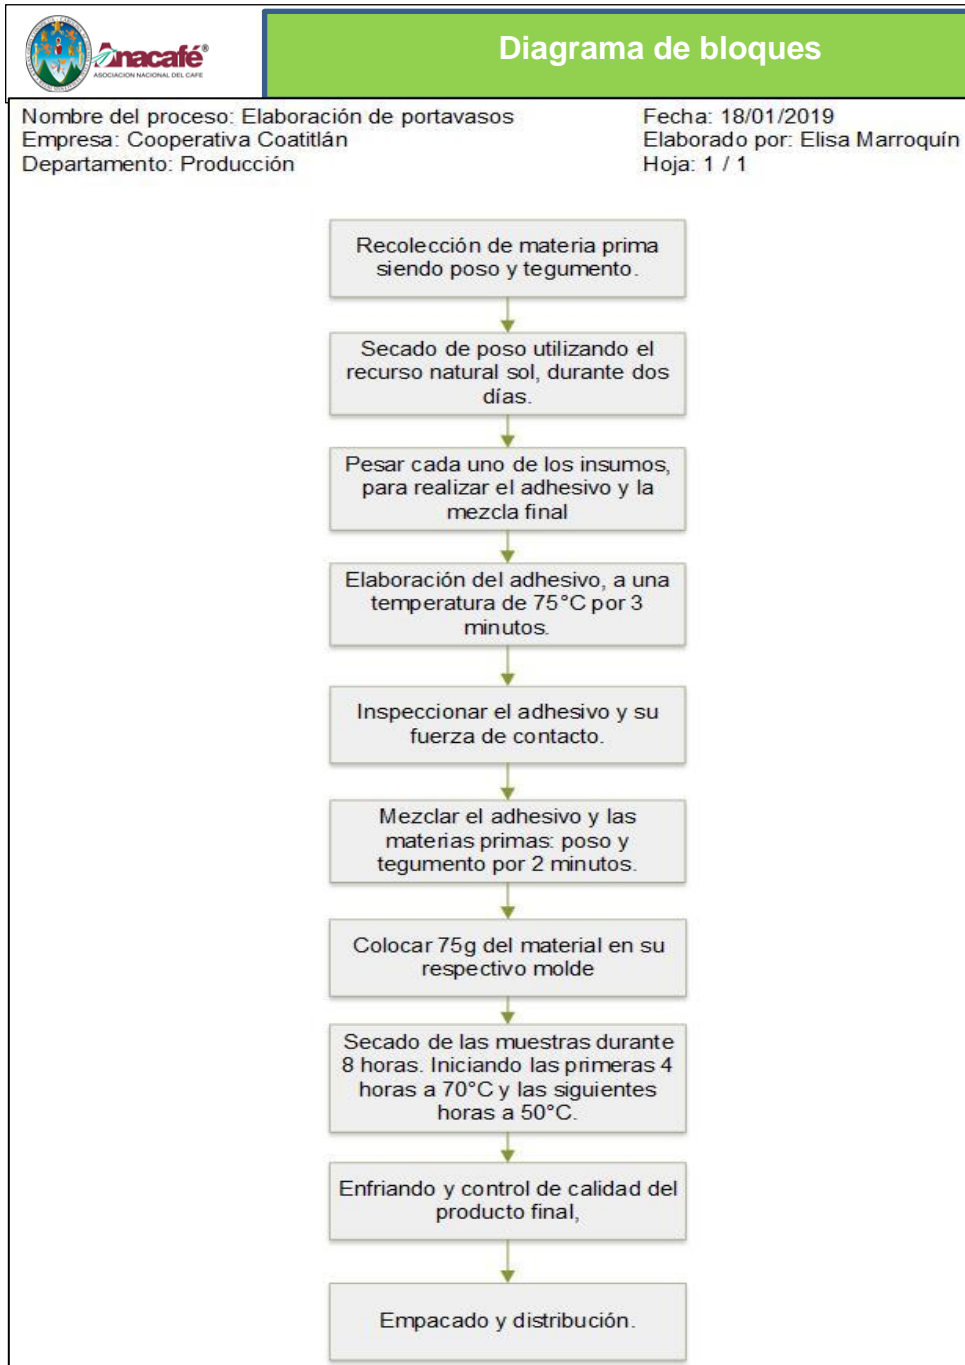 Anacafé®
ASOCIACION NACIONAL DEL CAFE
Diagrama de bloques
Nombre del proceso: Elaboración de portavasos
Empresa: Cooperativa Coatitlán
Departamento: Producción
Fecha: 18/01/2019
Elaborado por: Elisa Marroquín
Hoja: 1 / 1
Recolección de materia prima
siendo poso y tegumento.
Secado de poso utilizando el
recurso natural sol, durante dos
días.
Pesar cada uno de los insumos,
para realizar el adhesivo y la
mezcla final
Elaboración del adhesivo, a una
temperatura de 75°C por 3
minutos.
Inspeccionar el adhesivo y su
fuerza de contacto.
Mezclar el adhesivo y las
materias primas: poso y
tegumento por 2 minutos.
Colocar 75g del material en su
respectivo molde
Secado de las muestras durante
8 horas. Iniciando las primeras 4
horas a 70°C y las siguientes
horas a 50°C.
Enfriando y control de calidad del
producto final,
Empacado y distribución.